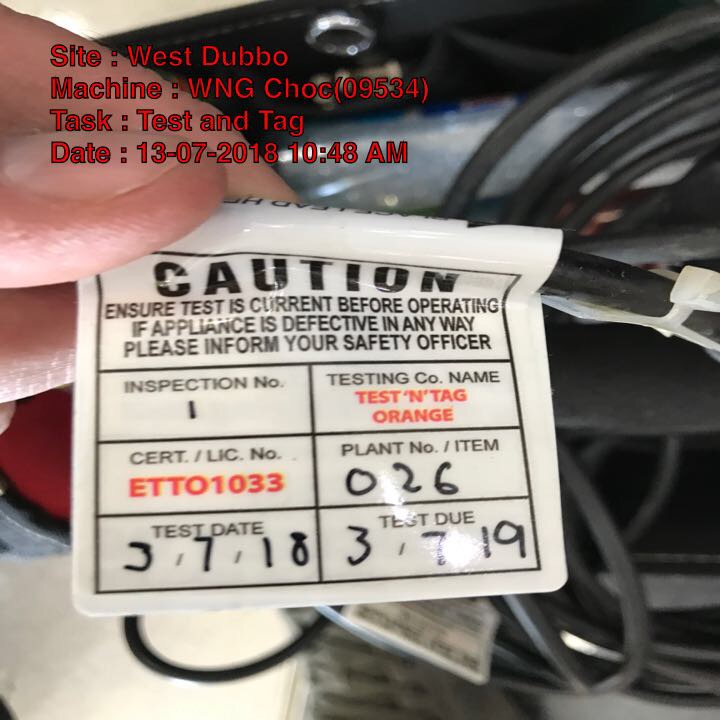 Site : West Dubbo
Machine : WNG Choc(09534)
Task : Test and Tag
Date : 13-07-2018 10:48 AM
PLACE LEAD
CAUTION
ENSURE TEST IS CURRENT BEFORE OPERATING
IF APPLIANCE IS DEFECTIVE IN ANY WAY
PLEASE INFORM YOUR SAFETY OFFICER
INSPECTION No.
1
TESTING Co. NAME
TEST 'N' TAG
ORANGE
CERT. / LIC. No.
ETTO1033
PLANT No. / ITEM
026
TEST DATE
3 / 7 / 18
TEST DUE
3 / 7 / 19